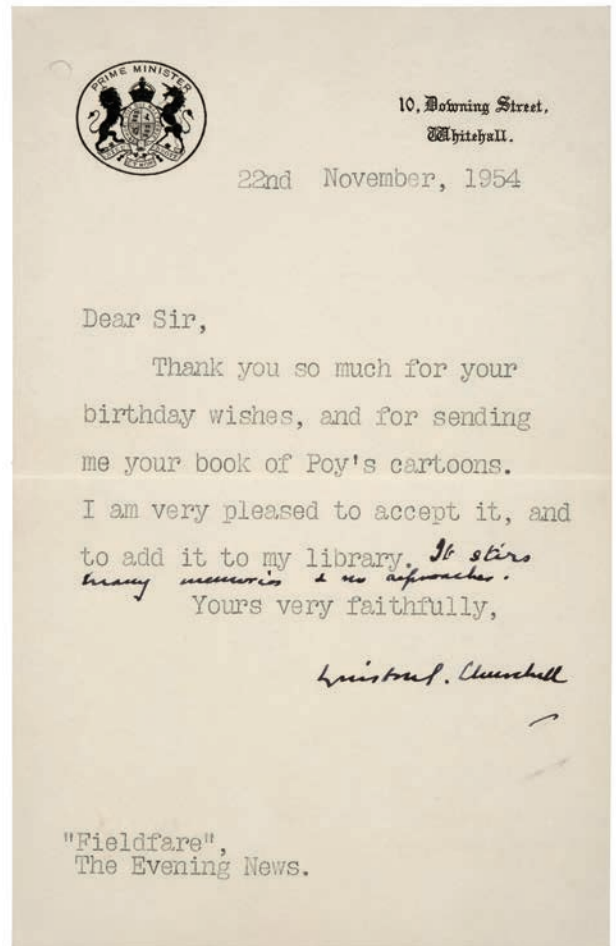 PRIME MINISTER
10, Downing Street,
Whitehall.
22nd November, 1954
Dear Sir,
Thank you so much for your
birthday wishes, and for sending
me your book of Poy's cartoons.
I am very pleased to accept it, and
to add it to my library. It stirs
many memories & no
Yours very faithfully,
Winston S. Churchill
"Fieldfare",
The Evening News.